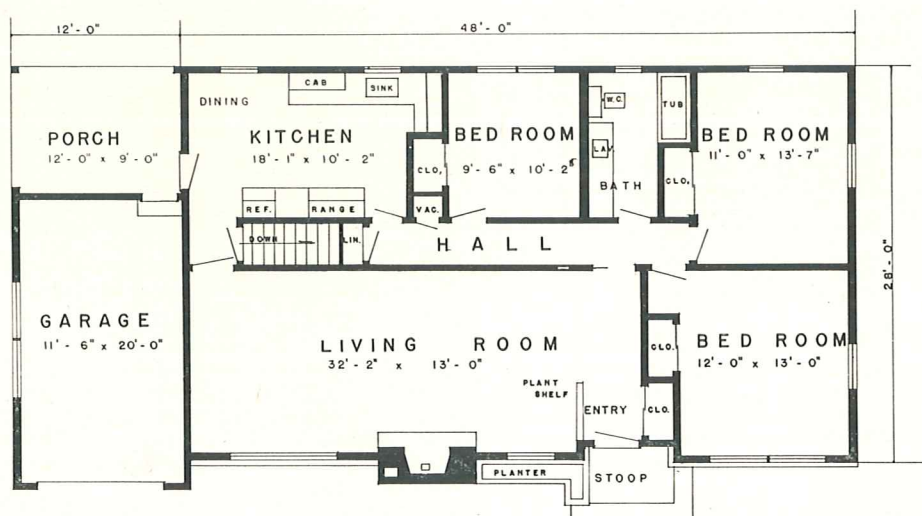 12'-0"
48'-0"
DINING
CAB
SINK
W.C.
TUB
PORCH
12'-0" x 9'-0"
KITCHEN
18'-1" x 10'-2"
BED ROOM
9'-6" x 10'-2"
LAV.
BED ROOM
11'-0" x 13'-7"
CLO.
BATH
CLO.
REF.
RANGE
VAC.
DOWN
LIN.
HALL
28'-0"
GARAGE
11'-6" x 20'-0"
LIVING ROOM
32'-2" x 13'-0"
CLO.
BED ROOM
12'-0" x 13'-0"
PLANT
SHELF
ENTRY
CLO.
PLANTER
STOOP